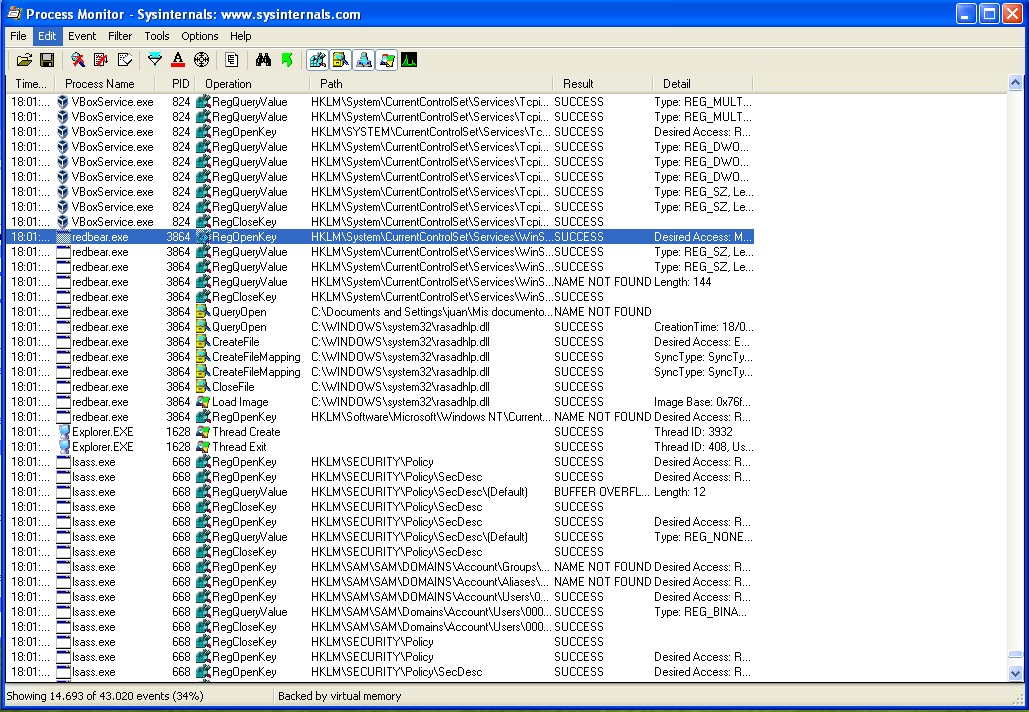 Process Monitor - Sysinternals: www.sysinternals.com
File Edit Event Filter Tools Options Help
Time... Process Name PID Operation Path Result Detail
18:01:... VBoxService.exe 824 RegQueryValue HKLM\System\CurrentControlSet\Services\Tcpi... SUCCESS Type: REG_MULT...
18:01:... VBoxService.exe 824 RegQueryValue HKLM\System\CurrentControlSet\Services\Tcpi... SUCCESS Type: REG_MULT...
18:01:... VBoxService.exe 824 RegOpenKey HKLM\SYSTEM\CurrentControlSet\Services\Tc... SUCCESS Desired Access: R...
18:01:... VBoxService.exe 824 RegQueryValue HKLM\System\CurrentControlSet\Services\Tcpi... SUCCESS Type: REG_DWO...
18:01:... VBoxService.exe 824 RegQueryValue HKLM\System\CurrentControlSet\Services\Tcpi... SUCCESS Type: REG_DWO...
18:01:... VBoxService.exe 824 RegQueryValue HKLM\System\CurrentControlSet\Services\Tcpi... SUCCESS Type: REG_DWO...
18:01:... VBoxService.exe 824 RegQueryValue HKLM\System\CurrentControlSet\Services\Tcpi... SUCCESS Type: REG_SZ, Le...
18:01:... VBoxService.exe 824 RegQueryValue HKLM\System\CurrentControlSet\Services\Tcpi... SUCCESS Type: REG_SZ, Le...
18:01:... VBoxService.exe 824 RegCloseKey HKLM\System\CurrentControlSet\Services\Tcpi... SUCCESS
18:01:... redbear.exe 3864 RegOpenKey HKLM\System\CurrentControlSet\Services\WinS... SUCCESS Desired Access: M...
18:01:... redbear.exe 3864 RegQueryValue HKLM\System\CurrentControlSet\Services\WinS... SUCCESS Type: REG_SZ, Le...
18:01:... redbear.exe 3864 RegQueryValue HKLM\System\CurrentControlSet\Services\WinS... SUCCESS Type: REG_SZ, Le...
18:01:... redbear.exe 3864 RegQueryValue HKLM\System\CurrentControlSet\Services\WinS... NAME NOT FOUND Length: 144
18:01:... redbear.exe 3864 RegCloseKey HKLM\System\CurrentControlSet\Services\WinS... SUCCESS
18:01:... redbear.exe 3864 QueryOpen C:\Documents and Settings\juan\Mis documento... NAME NOT FOUND
18:01:... redbear.exe 3864 QueryOpen C:\WINDOWS\system32\rasadhlp.dll SUCCESS CreationTime: 18/0...
18:01:... redbear.exe 3864 CreateFile C:\WINDOWS\system32\rasadhlp.dll SUCCESS Desired Access: E...
18:01:... redbear.exe 3864 CreateFileMapping C:\WINDOWS\system32\rasadhlp.dll SUCCESS SyncType: SyncTy...
18:01:... redbear.exe 3864 CreateFileMapping C:\WINDOWS\system32\rasadhlp.dll SUCCESS SyncType: SyncTy...
18:01:... redbear.exe 3864 CloseFile C:\WINDOWS\system32\rasadhlp.dll SUCCESS
18:01:... redbear.exe 3864 Load Image C:\WINDOWS\system32\rasadhlp.dll SUCCESS Image Base: 0x76f...
18:01:... redbear.exe 3864 RegOpenKey HKLM\Software\Microsoft\Windows NT\Current... NAME NOT FOUND Desired Access: R...
18:01:... Explorer.EXE 1628 Thread Create SUCCESS Thread ID: 3932
18:01:... Explorer.EXE 1628 Thread Exit SUCCESS Thread ID: 408, Us...
18:01:... lsass.exe 668 RegOpenKey HKLM\SECURITY\Policy SUCCESS Desired Access: R...
18:01:... lsass.exe 668 RegOpenKey HKLM\SECURITY\Policy\SecDesc SUCCESS Desired Access: R...
18:01:... lsass.exe 668 RegQueryValue HKLM\SECURITY\Policy\SecDesc\(Default) BUFFER OVERFL... Length: 12
18:01:... lsass.exe 668 RegCloseKey HKLM\SECURITY\Policy\SecDesc SUCCESS
18:01:... lsass.exe 668 RegOpenKey HKLM\SECURITY\Policy\SecDesc SUCCESS Desired Access: R...
18:01:... lsass.exe 668 RegQueryValue HKLM\SECURITY\Policy\SecDesc\(Default) SUCCESS Type: REG_NONE...
18:01:... lsass.exe 668 RegCloseKey HKLM\SECURITY\Policy\SecDesc SUCCESS
18:01:... lsass.exe 668 RegOpenKey HKLM\SAM\SAM\DOMAINS\Account\Groups\... NAME NOT FOUND Desired Access: R...
18:01:... lsass.exe 668 RegOpenKey HKLM\SAM\SAM\DOMAINS\Account\Aliases\... NAME NOT FOUND Desired Access: R...
18:01:... lsass.exe 668 RegOpenKey HKLM\SAM\SAM\DOMAINS\Account\Users\0... SUCCESS Desired Access: R...
18:01:... lsass.exe 668 RegQueryValue HKLM\SAM\SAM\Domains\Account\Users\000... SUCCESS Type: REG_BINA...
18:01:... lsass.exe 668 RegCloseKey HKLM\SAM\SAM\Domains\Account\Users\000... SUCCESS
18:01:... lsass.exe 668 RegCloseKey HKLM\SECURITY\Policy SUCCESS
18:01:... lsass.exe 668 RegOpenKey HKLM\SECURITY\Policy SUCCESS Desired Access: R...
18:01:... lsass.exe 668 RegOpenKey HKLM\SECURITY\Policy\SecDesc SUCCESS Desired Access: R...
Showing 14.693 of 43.020 events (34%) Backed by virtual memory